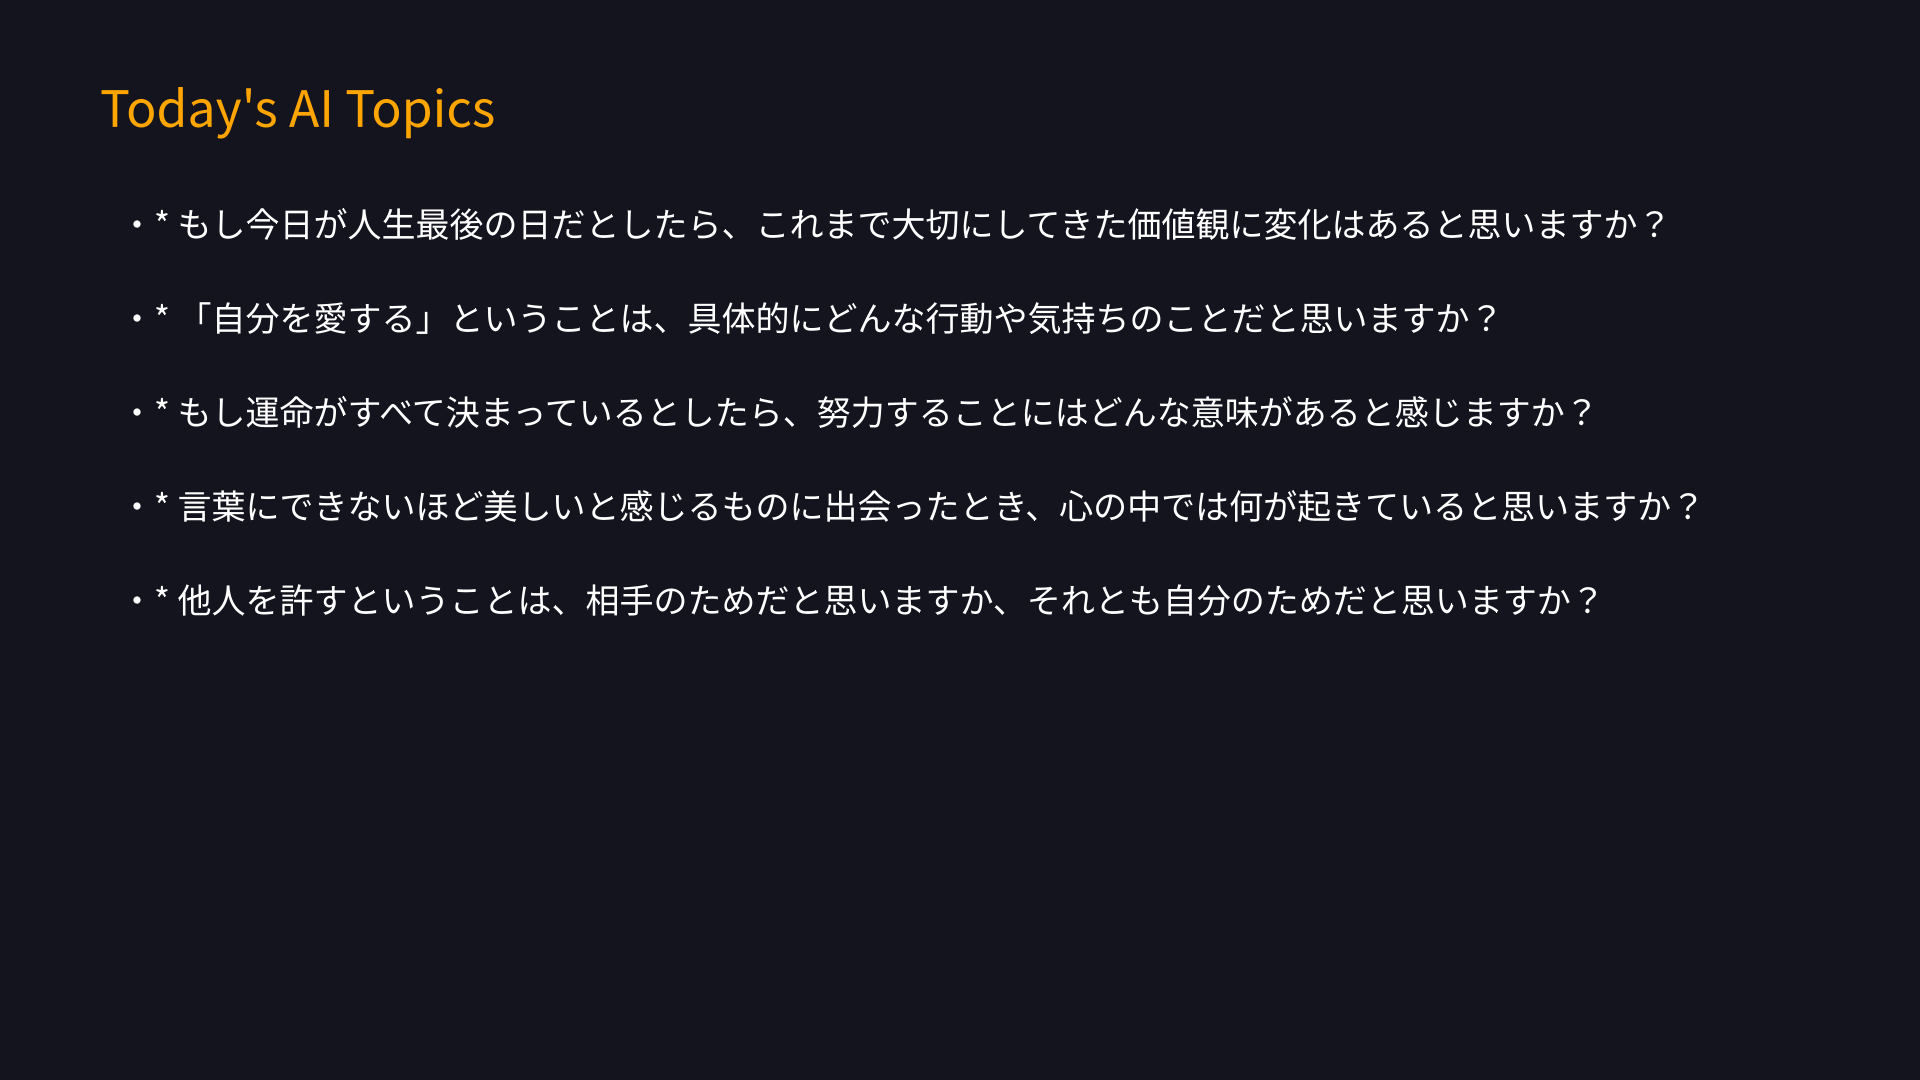 Today's AI Topics
・* もし今日が人生最後の日だとしたら、これまで大切にしてきた価値観に変化はあると思いますか？
・* 「自分を愛する」ということは、具体的にどんな行動や気持ちのことだと思いますか？
・* もし運命がすべて決まっているとしたら、努力することにはどんな意味があると感じますか？
・* 言葉にできないほど美しいと感じるものに出会ったとき、心の中では何が起きていると思いますか？
・* 他人を許すということは、相手のためだと思いますか、それとも自分のためだと思いますか？